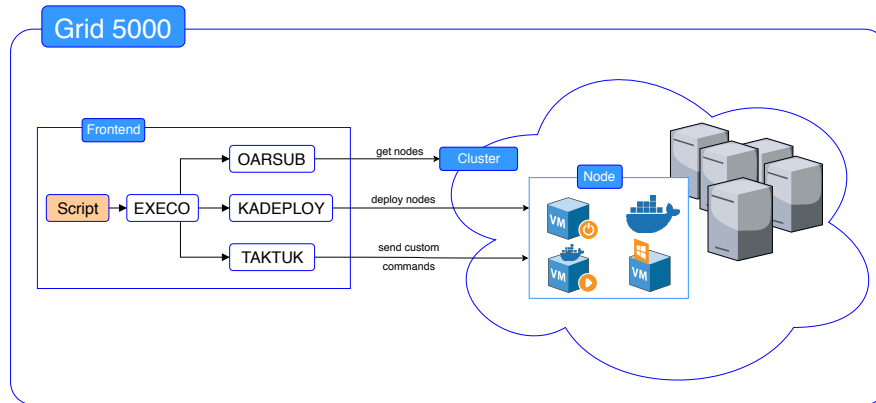 Grid 5000
Frontend
Script
EXECO
OARSUB
KADEPLOY
TAKTUK
get nodes
deploy nodes
send custom
commands
Cluster
Node
VM
VM
VM